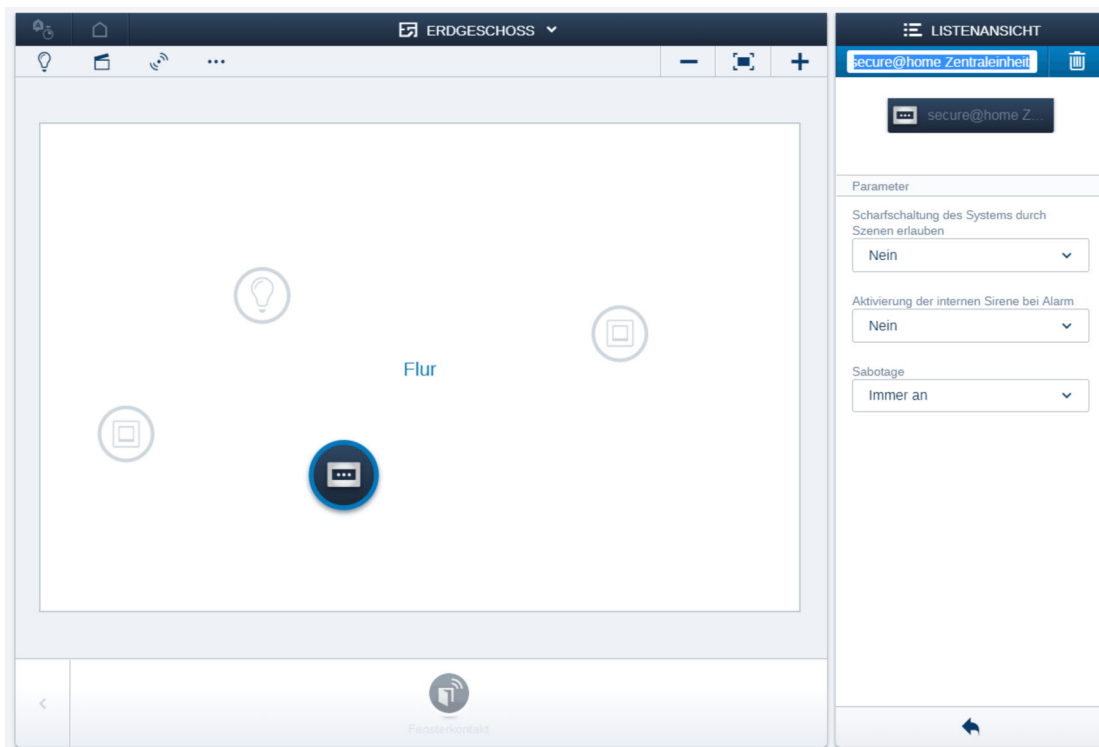 ERDGESCHOSS
LISTENANSICHT
secure@home Zentraleinheit
secure@home Z...
Parameter
Scharfschaltung des Systems durch
Szenen erlauben
Nein
Aktivierung der internen Sirene bei Alarm
Nein
Sabotage
Immer an
Flur
Fensterkontakt